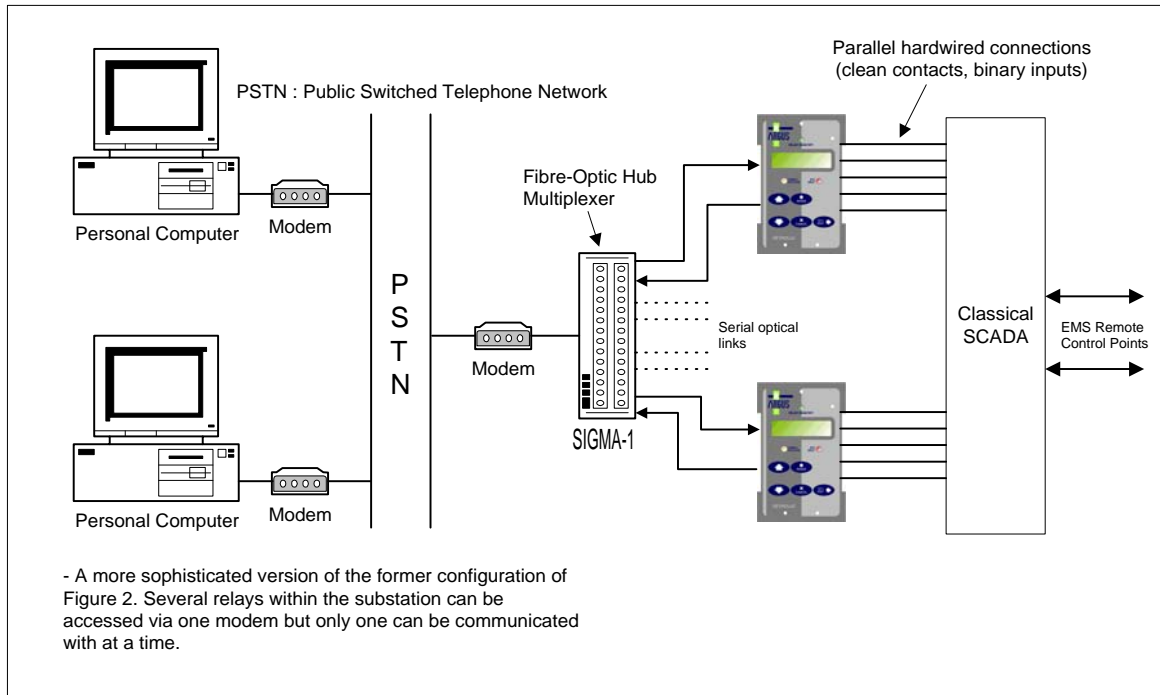 Parallel hardwired connections
(clean contacts, binary inputs)
PSTN : Public Switched Telephone Network
Fibre-Optic Hub
Multiplexer
Personal Computer
Modem
P
S
T
N
Modem
SIGMA-1
Serial optical
links
ARGUS
Classical
SCADA
EMS Remote
Control Points
ARGUS
Personal Computer
Modem
- A more sophisticated version of the former configuration of
Figure 2. Several relays within the substation can be
accessed via one modem but only one can be communicated
with at a time.